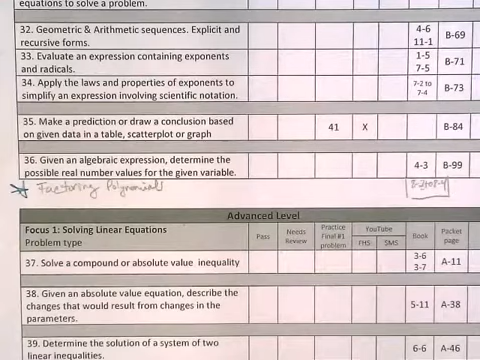 equations to solve a problem.
32. Geometric & Arithmetic sequences. Explicit and
recursive forms.
4-6
11-1
B-69
33. Evaluate an expression containing exponents
and radicals.
1-5
7-5
B-71
34. Apply the laws and properties of exponents to
simplify an expression involving scientific notation.
7-2 to
7-4
B-73
35. Make a prediction or draw a conclusion based
on given data in a table, scatterplot or graph
41
X
B-84
36. Given an algebraic expression, determine the
possible real number values for the given variable.
4-3
B-99
Factoring Polynomials
Advanced Level
Focus 1: Solving Linear Equations
Problem type
Pass
Needs
Review
Practice
Final #1
problem
YouTube
FHS
SMS
Book
Packet
page
37. Solve a compound or absolute value inequality
3-6
3-7
A-11
38. Given an absolute value equation, describe the
changes that would result from changes in the
parameters.
5-11
A-38
39. Determine the solution of a system of two
linear inequalities.
6-6
A-46